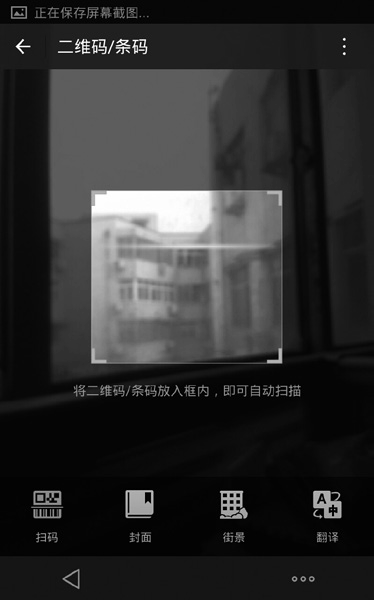 正在保存屏幕截图...
二维码/条码
将二维码/条码放入框内，即可自动扫描
扫码
封面
街景
翻译
A
中